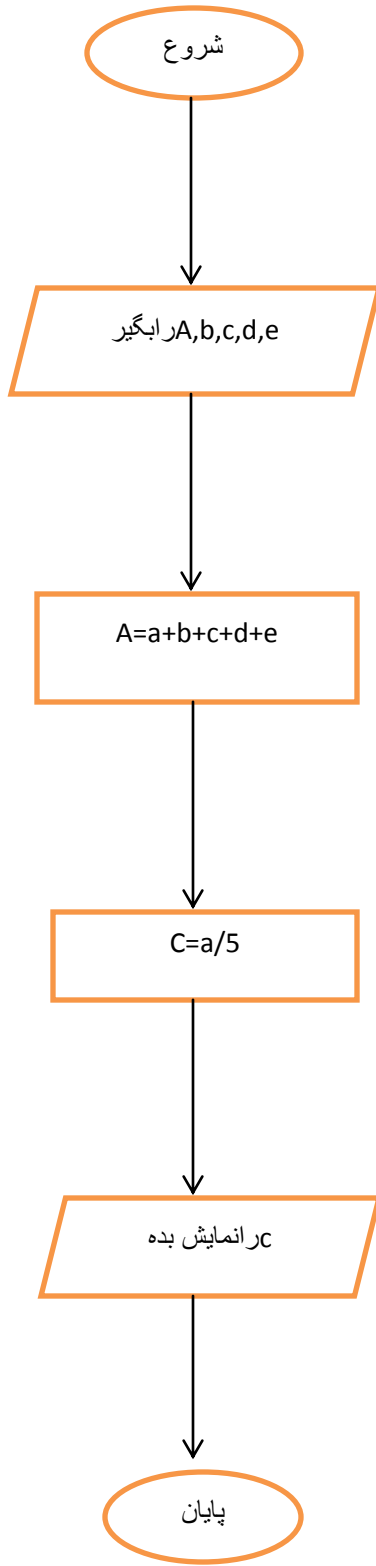 شروع
A,b,c,d,eرابگیر
A=a+b+c+d+e
C=a/5
cرانمایش بده
پایان